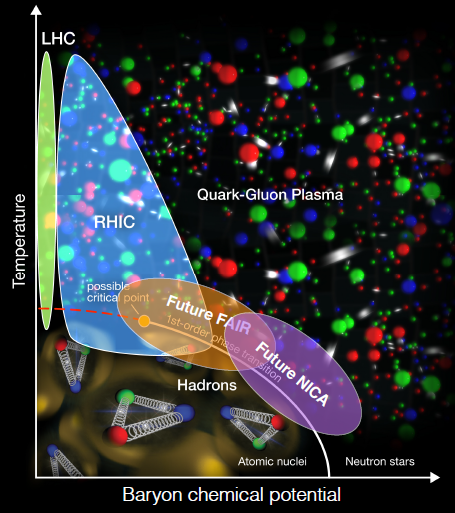 LHC
Temperature
Quark-Gluon Plasma
RHIC
possible
critical point
Future FAIR
1st-order phase transition
Future NICA
Hadrons
Atomic nuclei
Neutron stars
Baryon chemical potential